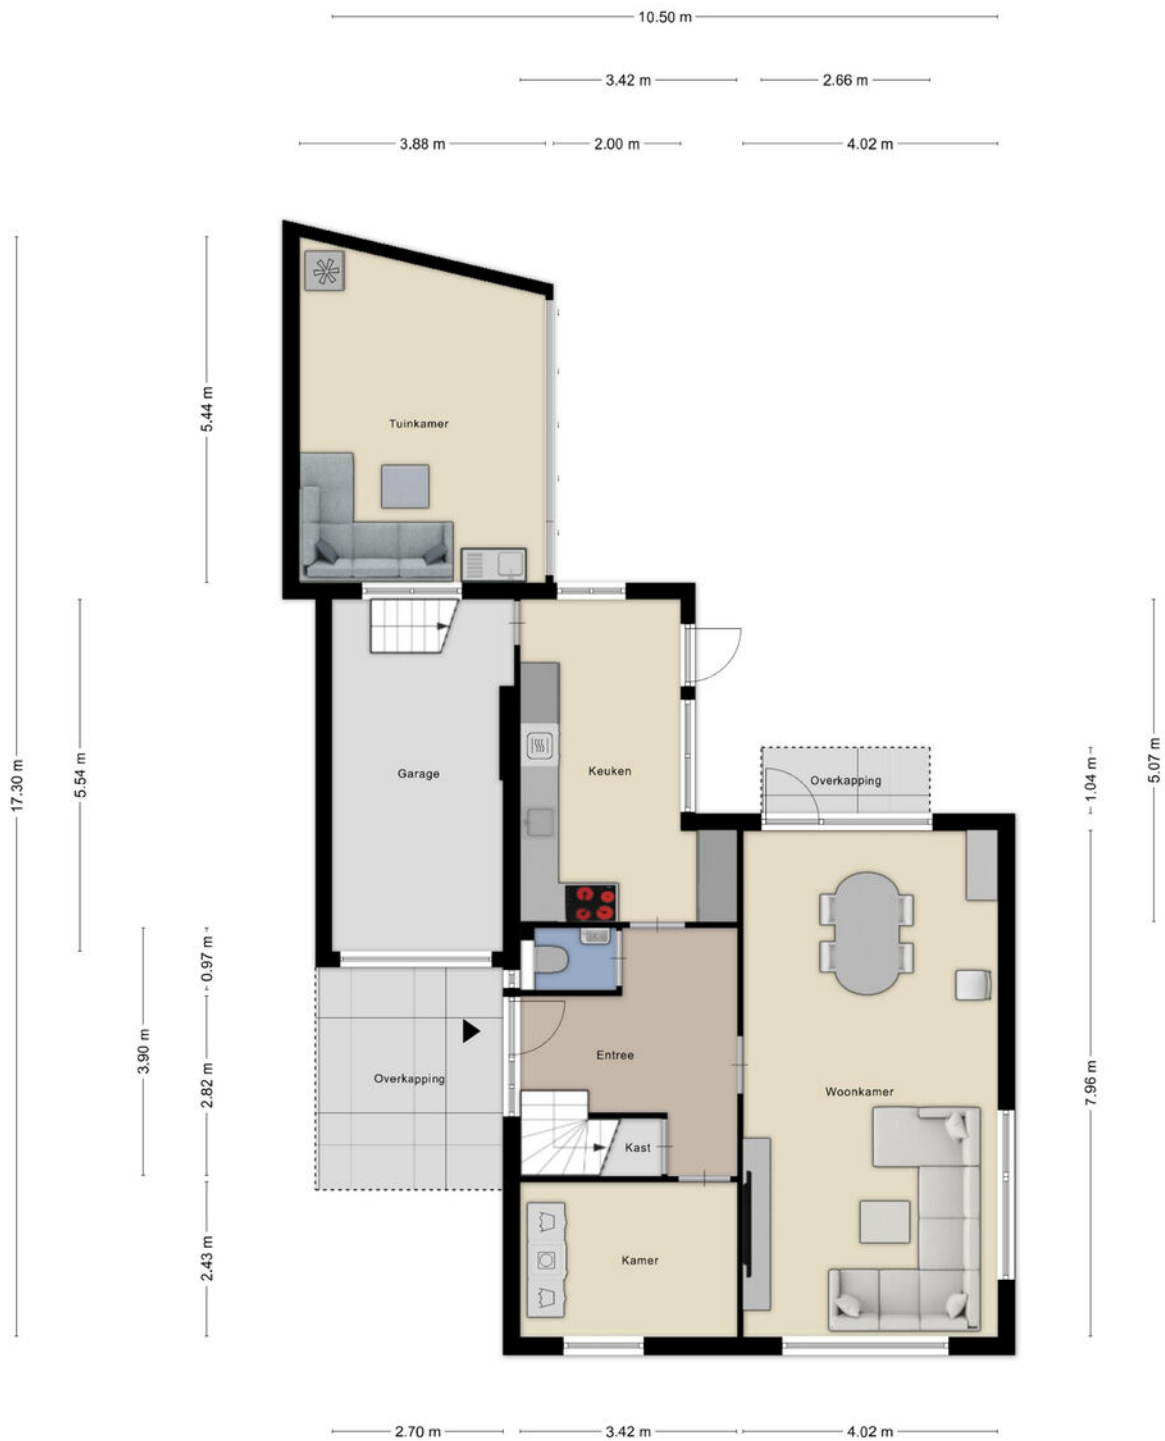 10.50 m
3.42 m
2.66 m
3.88 m
2.00 m
4.02 m
17.30 m
5.44 m
Tuinkamer
5.54 m
Garage
Keuken
Overkapping
1.04 m
5.07 m
0.97 m
3.90 m
2.82 m
Overkapping
Entree
Woonkamer
7.96 m
Kast
2.43 m
Kamer
2.70 m
3.42 m
4.02 m